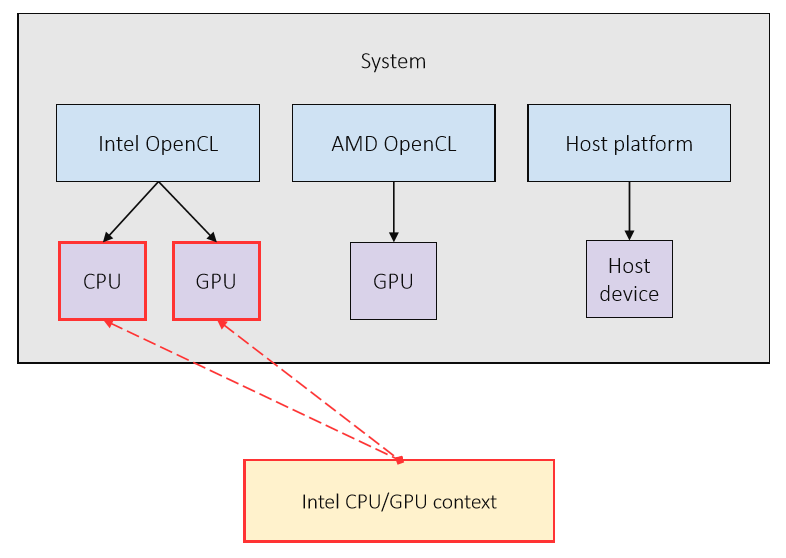 System
Intel OpenCL
AMD OpenCL
Host platform
CPU
GPU
GPU
Host
device
Intel CPU/GPU context